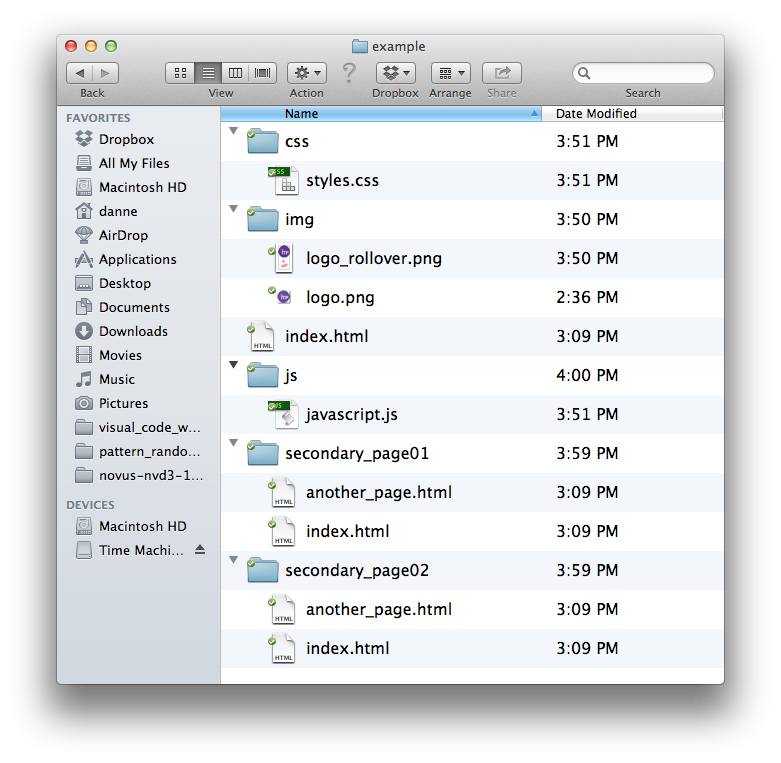 example
Back
View
Action
Dropbox
Arrange
Share
Search
FAVORITES
Dropbox
All My Files
Macintosh HD
danne
AirDrop
Applications
Desktop
Documents
Downloads
Movies
Music
Pictures
visual_code_w...
pattern_rando...
novus-nvd3-1...
DEVICES
Macintosh HD
Time Machi...
Name Date Modified
css 3:51 PM
styles.css 3:51 PM
img 3:50 PM
logo_rollover.png 3:50 PM
logo.png 2:36 PM
HTML index.html 3:09 PM
js 4:00 PM
javascript.js 3:51 PM
secondary_page01 3:59 PM
HTML another_page.html 3:09 PM
HTML index.html 3:09 PM
secondary_page02 3:59 PM
HTML another_page.html 3:09 PM
HTML index.html 3:09 PM